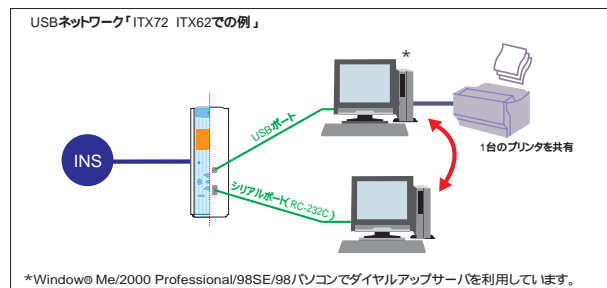 USBネットワーク「ITX72 ITX62での例」
*
USBポート
INS
1台のプリンタを共有
シリアルポート(RC-232C)
*Window® Me/2000 Professional/98SE/98パソコンでダイヤルアップサーバを利用しています。